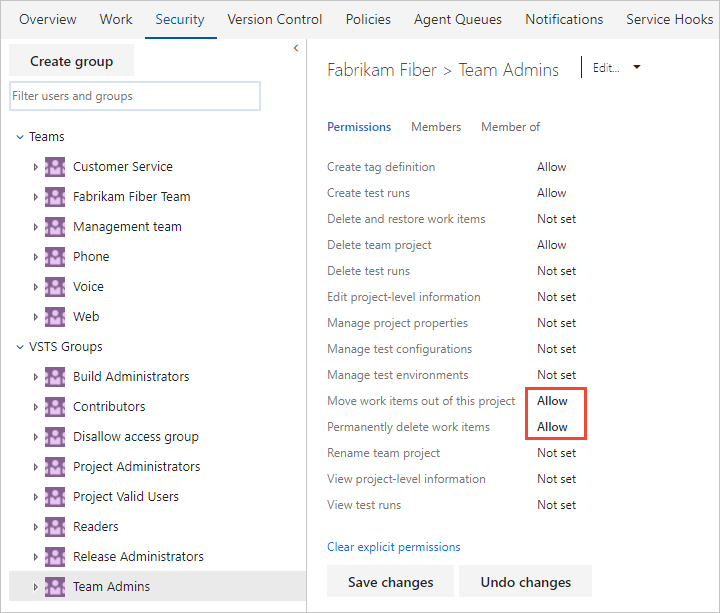 Overview Work Security Version Control Policies Agent Queues Notifications Service Hooks
Create group
Filter users and groups
Teams
Customer Service
Fabrikam Fiber Team
Management team
Phone
Voice
Web
VSTS Groups
Build Administrators
Contributors
Disallow access group
Project Administrators
Project Valid Users
Readers
Release Administrators
Team Admins
Fabrikam Fiber > Team Admins Edit...
Permissions Members Member of
Create tag definition Allow
Create test runs Allow
Delete and restore work items Not set
Delete team project Allow
Delete test runs Not set
Edit project-level information Not set
Manage project properties Not set
Manage test configurations Not set
Manage test environments Not set
Move work items out of this project Allow
Permanently delete work items Allow
Rename team project Not set
View project-level information Not set
View test runs Not set
Clear explicit permissions
Save changes Undo changes